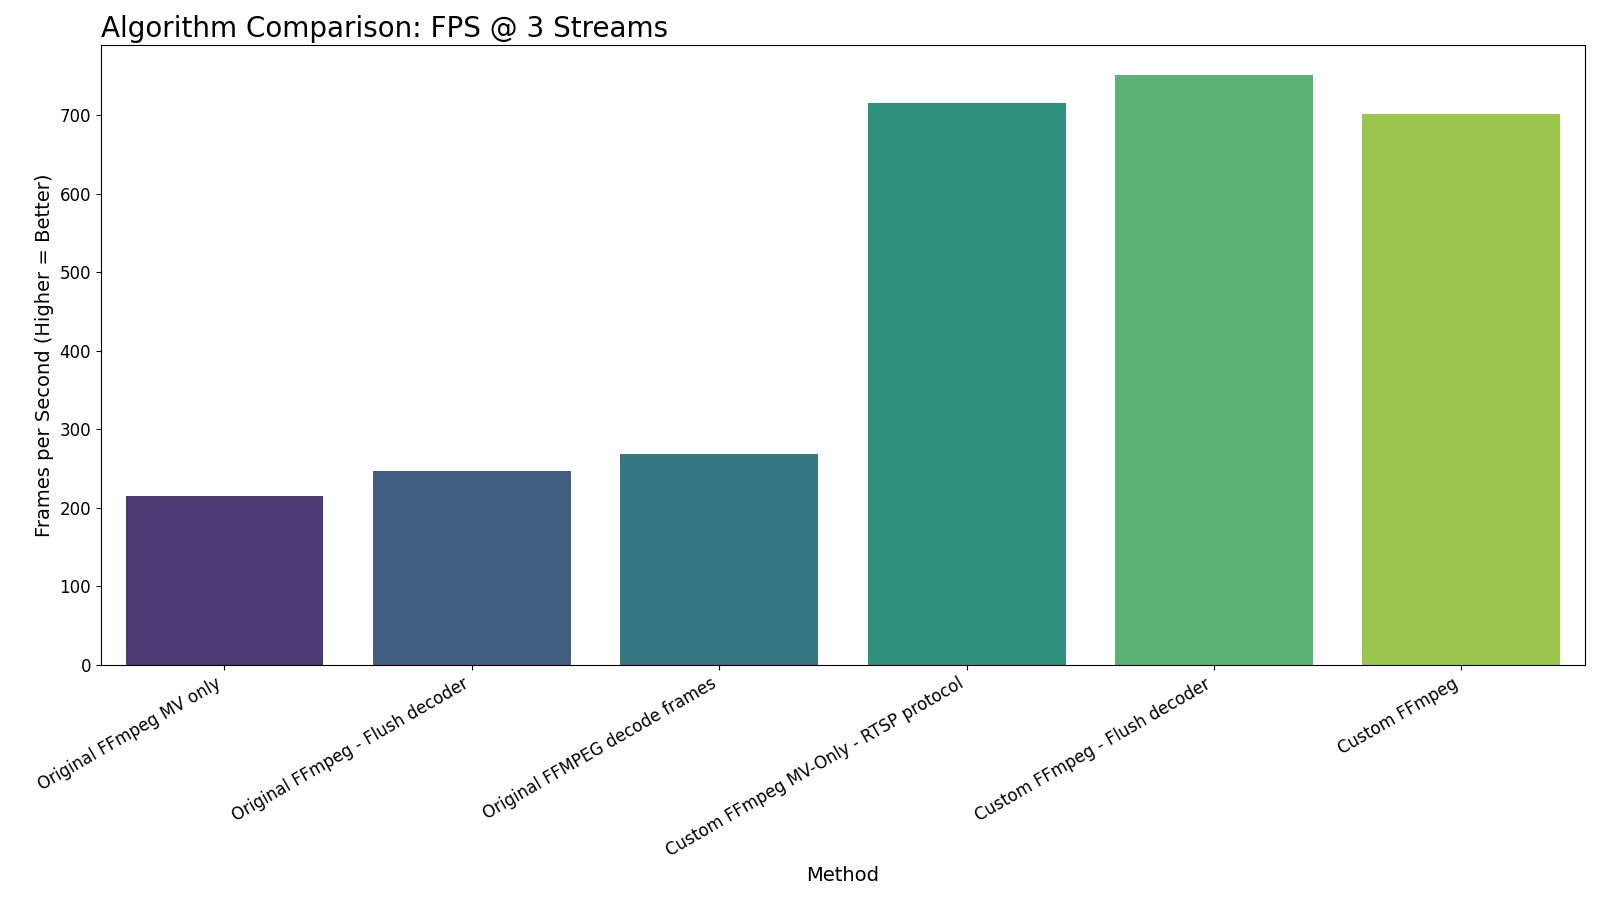 Algorithm Comparison: FPS @ 3 Streams
Frames per Second (Higher = Better)
700
600
500
400
300
200
100
0
Original FFmpeg MV only
Original FFmpeg - Flush decoder
Original FFMPEG decode frames
Custom FFmpeg MV-Only - RTSP protocol
Custom FFmpeg - Flush decoder
Custom FFmpeg
Method